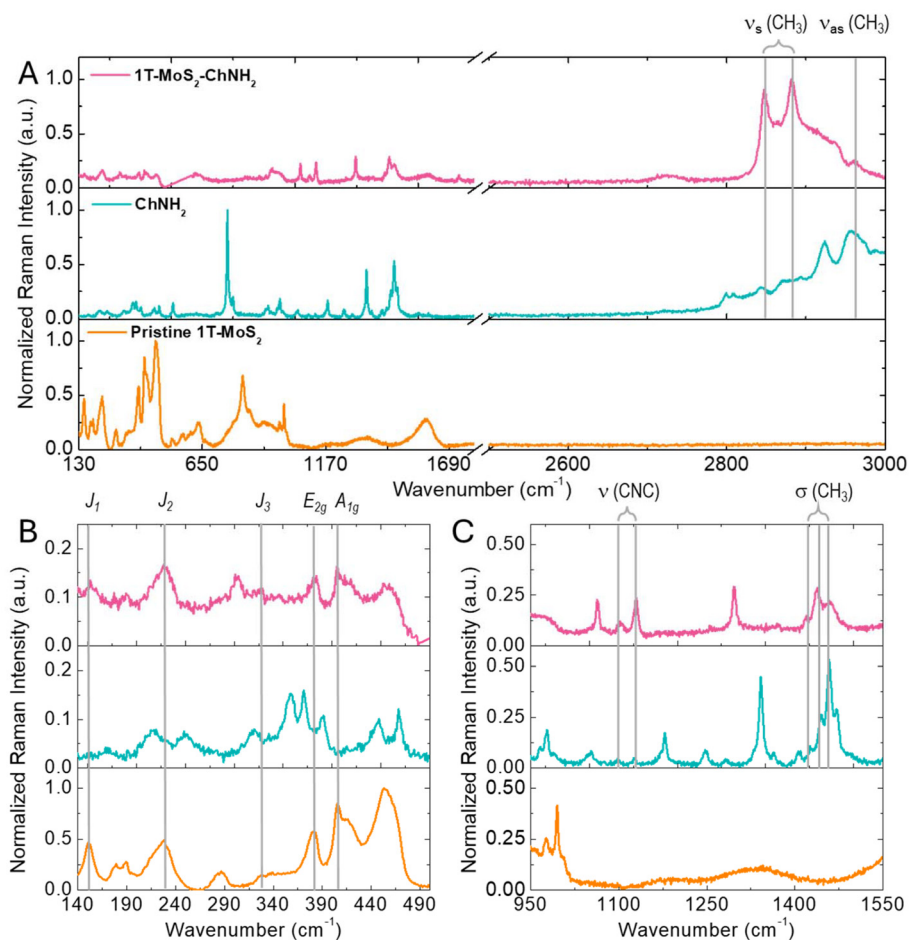 νs (CH3) νas (CH3)
A
1T-MoS2-ChNH2
ChNH2
Pristine 1T-MoS2
Normalized Raman Intensity (a.u.)
1.0
0.5
0.0
1.0
0.5
0.0
1.0
0.5
0.0
130 650 1170 1690 2600 2800 3000
Wavenumber (cm-1)
J1 J2 J3 E2g A1g
B
Normalized Raman Intensity (a.u.)
0.2
0.1
0.0
0.2
0.1
0.0
1.0
0.5
0.0
140 190 240 290 340 390 440 500
Wavenumber (cm-1)
ν (CNC) σ (CH3)
C
Normalized Raman Intensity (a.u.)
0.50
0.25
0.00
0.50
0.25
0.00
0.50
0.25
0.00
950 1050 1150 1250 1350 1450 1550
Wavenumber (cm-1)